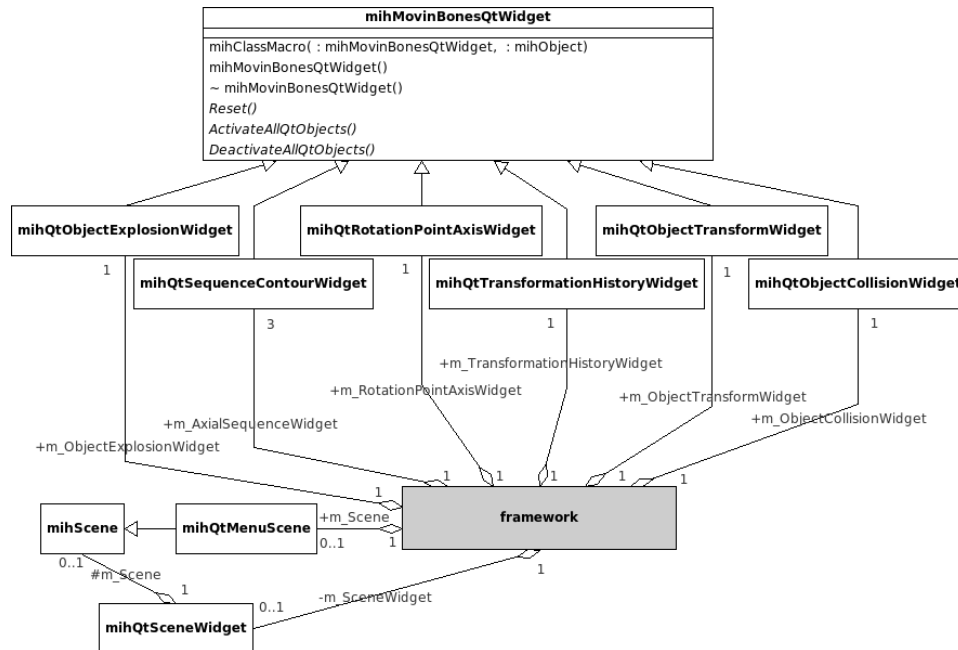 mihMovinBonesQtWidget
mihClassMacro( : mihMovinBonesQtWidget, : mihObject)
mihMovinBonesQtWidget()
~ mihMovinBonesQtWidget()
Reset()
ActivateAllQtObjects()
DeactivateAllQtObjects()
mihQtObjectExplosionWidget
mihQtRotationPointAxisWidget
mihQtObjectTransformWidget
1
1
1
mihQtSequenceContourWidget
mihQtTransformationHistoryWidget
mihQtObjectCollisionWidget
3
1
1
+m_TransformationHistoryWidget
+m_RotationPointAxisWidget
+m_ObjectTransformWidget
+m_ObjectCollisionWidget
+m_AxialSequenceWidget
+m_ObjectExplosionWidget
1
1
1
1
1
1
framework
+m_Scene
mihScene
mihQtMenuScene
0..1
1
0..1
#m_Scene
1
1
-m_SceneWidget
0..1
mihQtSceneWidget